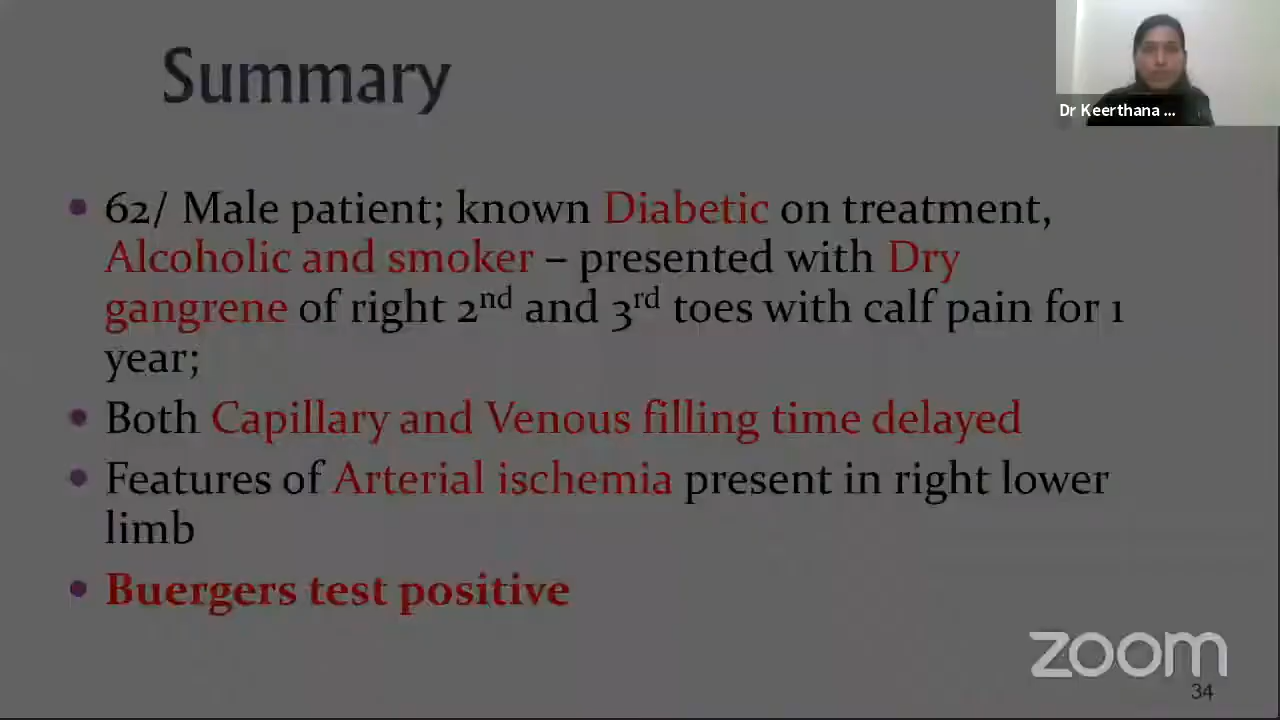 Summary
Dr Keerthana ...
• 62/ Male patient; known Diabetic on treatment,
Alcoholic and smoker – presented with Dry
gangrene of right 2nd and 3rd toes with calf pain for 1
year;
• Both Capillary and Venous filling time delayed
• Features of Arterial ischemia present in right lower
limb
• Buergers test positive
zoom
34